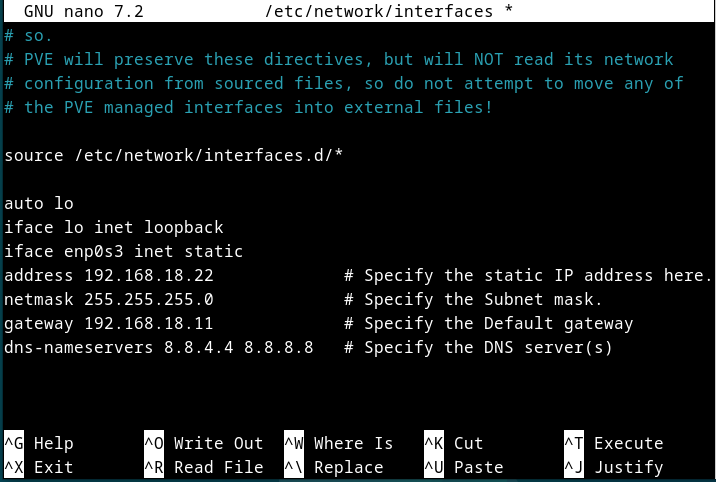 GNU nano 7.2 /etc/network/interfaces *
# so.
# PVE will preserve these directives, but will NOT read its network
# configuration from sourced files, so do not attempt to move any of
# the PVE managed interfaces into external files!
source /etc/network/interfaces.d/*
auto lo
iface lo inet loopback
iface enp0s3 inet static
address 192.168.18.22 # Specify the static IP address here.
netmask 255.255.255.0 # Specify the Subnet mask.
gateway 192.168.18.11 # Specify the Default gateway
dns-nameservers 8.8.4.4 8.8.8.8 # Specify the DNS server(s)
^G Help ^O Write Out ^W Where Is ^K Cut ^T Execute
^X Exit ^R Read File ^\ Replace ^U Paste ^J Justify